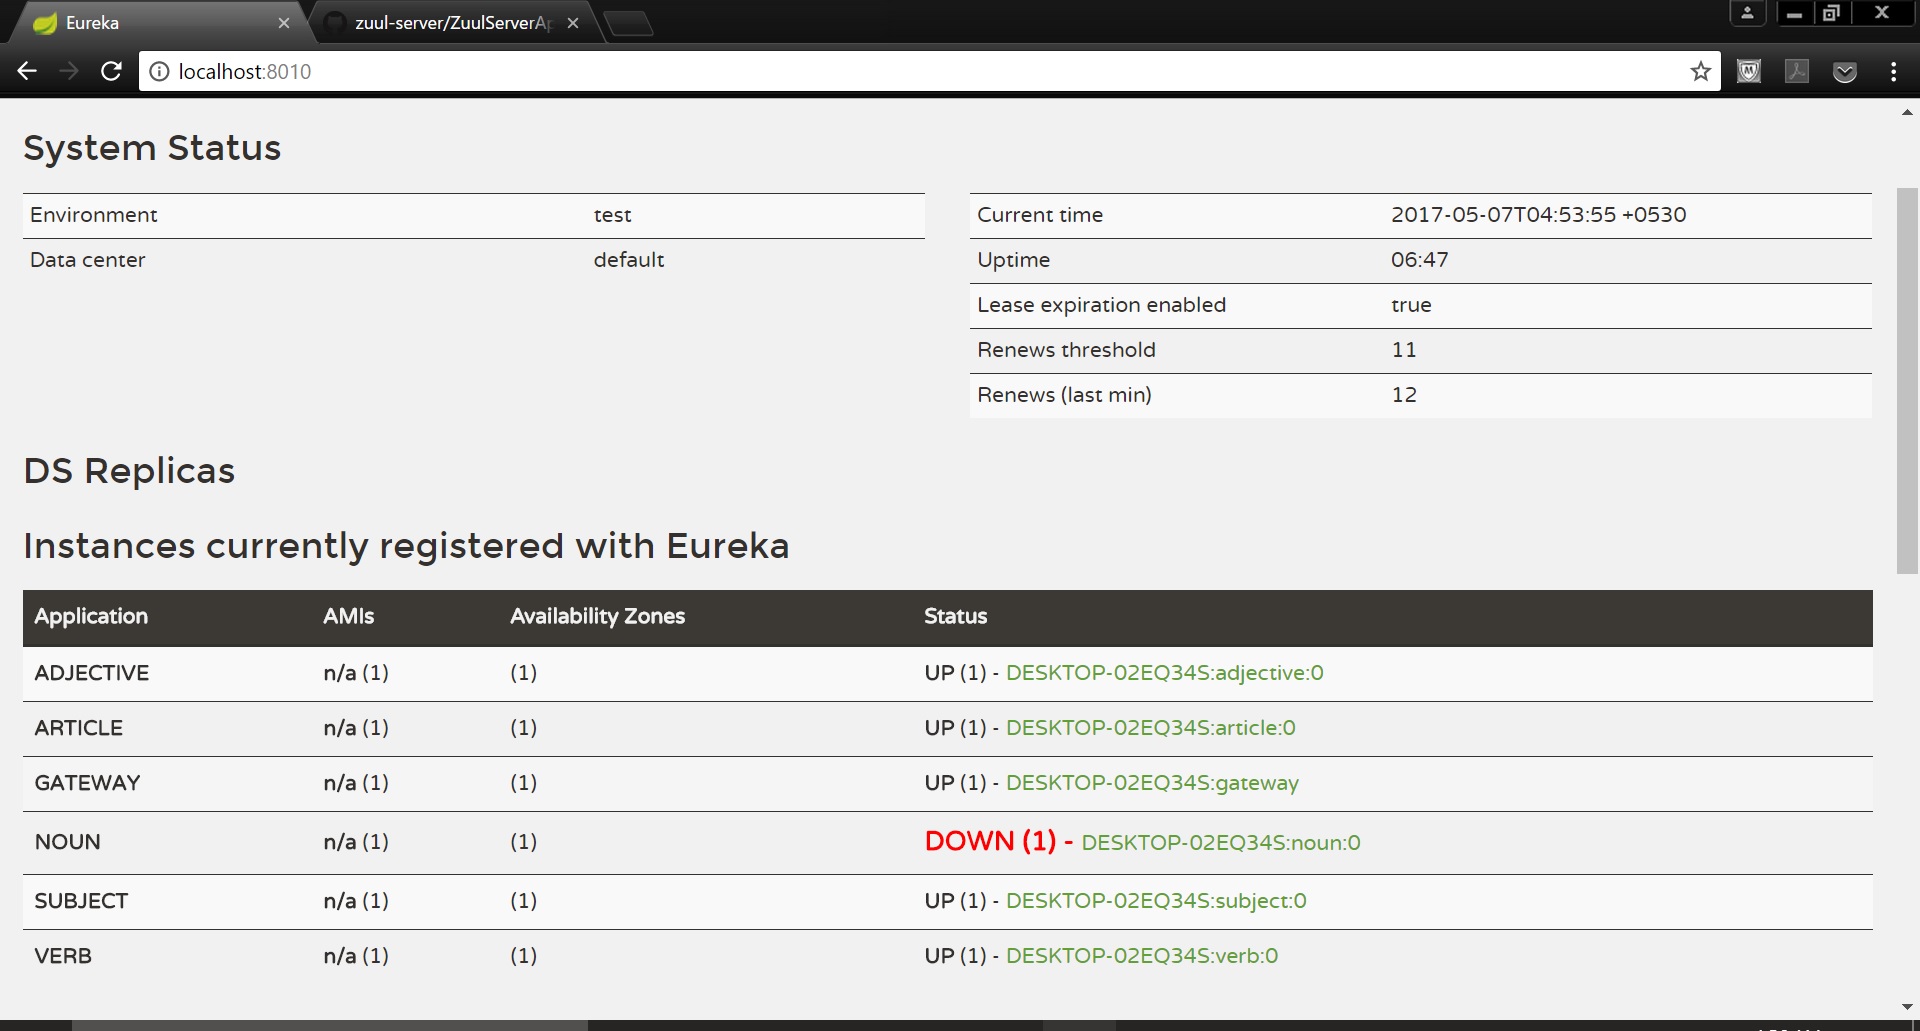 Eureka
zuul-server/ZuulServerAp
localhost:8010
System Status
Environment test
Data center default
Current time 2017-05-07T04:53:55 +0530
Uptime 06:47
Lease expiration enabled true
Renews threshold 11
Renews (last min) 12
DS Replicas
Instances currently registered with Eureka
Application AMIs Availability Zones Status
ADJECTIVE n/a (1) (1) UP (1) - DESKTOP-02EQ34S:adjective:0
ARTICLE n/a (1) (1) UP (1) - DESKTOP-02EQ34S:article:0
GATEWAY n/a (1) (1) UP (1) - DESKTOP-02EQ34S:gateway
NOUN n/a (1) (1) DOWN (1) - DESKTOP-02EQ34S:noun:0
SUBJECT n/a (1) (1) UP (1) - DESKTOP-02EQ34S:subject:0
VERB n/a (1) (1) UP (1) - DESKTOP-02EQ34S:verb:0